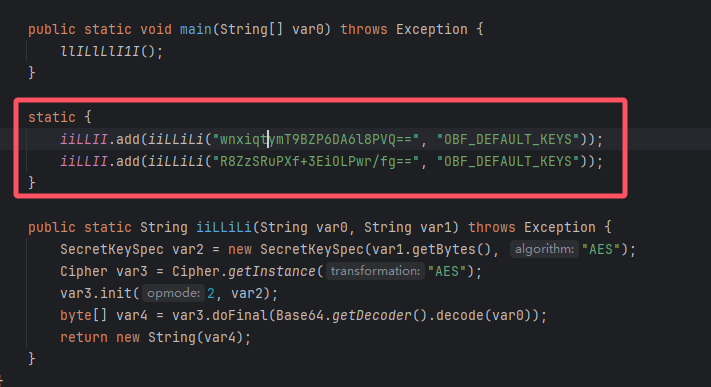 public static void main(String[] var0) throws Exception {
llILlLlI1I();
}
static {
iiLLII.add(iiLLiLi("wnxiqtymT9BZP6DA6l8PVQ==", "OBF_DEFAULT_KEYS"));
iiLLII.add(iiLLiLi("R8ZzSRuPXf+3EiOLPwr/fg==", "OBF_DEFAULT_KEYS"));
}
public static String iiLLiLi(String var0, String var1) throws Exception {
SecretKeySpec var2 = new SecretKeySpec(var1.getBytes(), algorithm: "AES");
Cipher var3 = Cipher.getInstance( transformation: "AES");
var3.init( opmode: 2, var2);
byte[] var4 = var3.doFinal(Base64.getDecoder().decode(var0));
return new String(var4);
}
}